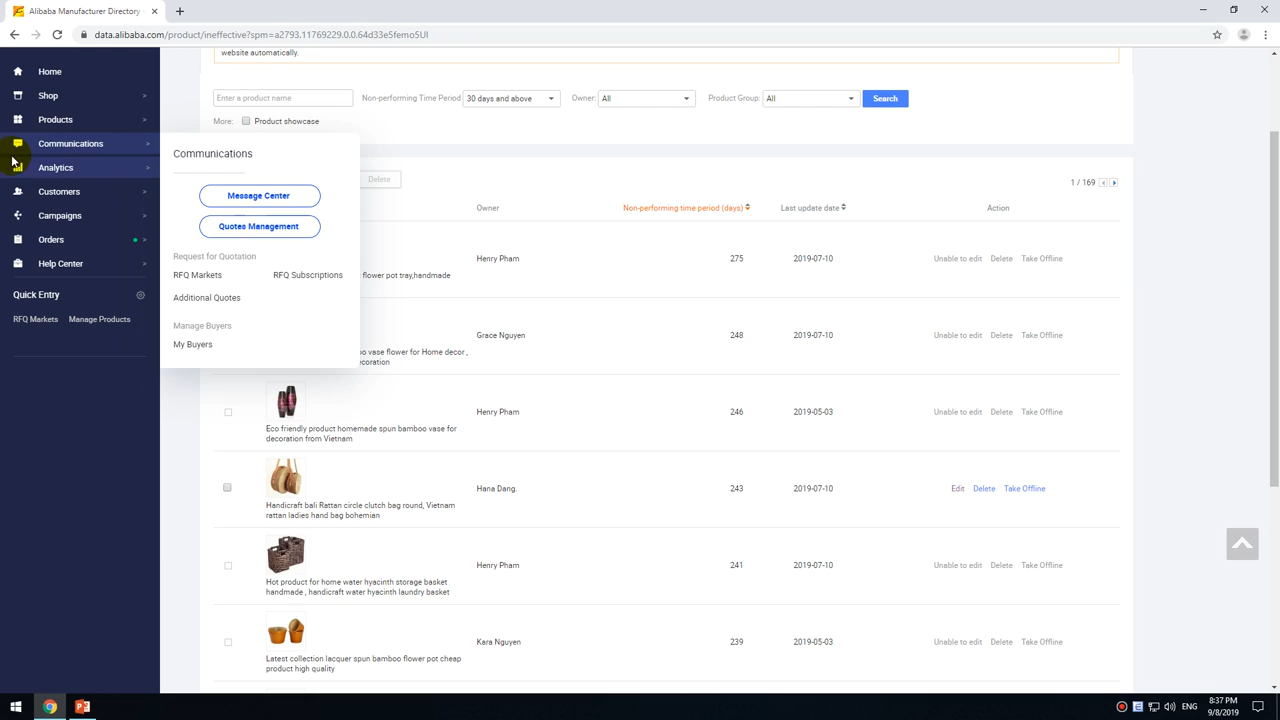 Alibaba Manufacturer Directory
data.alibaba.com/product/ineffective?spm=a2793.11769229.0.0.64d33e5femo5UI
website automatically.
Home
Shop
Products
Communications
Analytics
Customers
Campaigns
Orders
Help Center
Quick Entry
RFQ Markets Manage Products
Enter a product name Non-performing Time Period 30 days and above Owner: All Product Group: All Search
More: Product showcase
Communications
Message Center
Quotes Management
Request for Quotation
RFQ Markets RFQ Subscriptions
Additional Quotes
Manage Buyers
My Buyers
Delete 1 / 169
Owner Non-performing time period (days) Last update date Action
Henry Pham 275 2019-07-10 Unable to edit Delete Take Offline
flower pot tray,handmade
Grace Nguyen 248 2019-07-10 Unable to edit Delete Take Offline
vase flower for Home decor ,
Henry Pham 246 2019-05-03 Unable to edit Delete Take Offline
Eco friendly product homemade spun bamboo vase for
decoration from Vietnam
Hana Dang. 243 2019-07-10 Edit Delete Take Offline
Handicraft bali Rattan circle clutch bag round, Vietnam
rattan ladies hand bag bohemian
Henry Pham 241 2019-07-10 Unable to edit Delete Take Offline
Hot product for home water hyacinth storage basket
handmade , handicraft water hyacinth laundry basket
Kara Nguyen 239 2019-05-03 Unable to edit Delete Take Offline
Latest collection lacquer spun bamboo flower pot cheap
product high quality
ENG
8:37 PM
9/8/2019